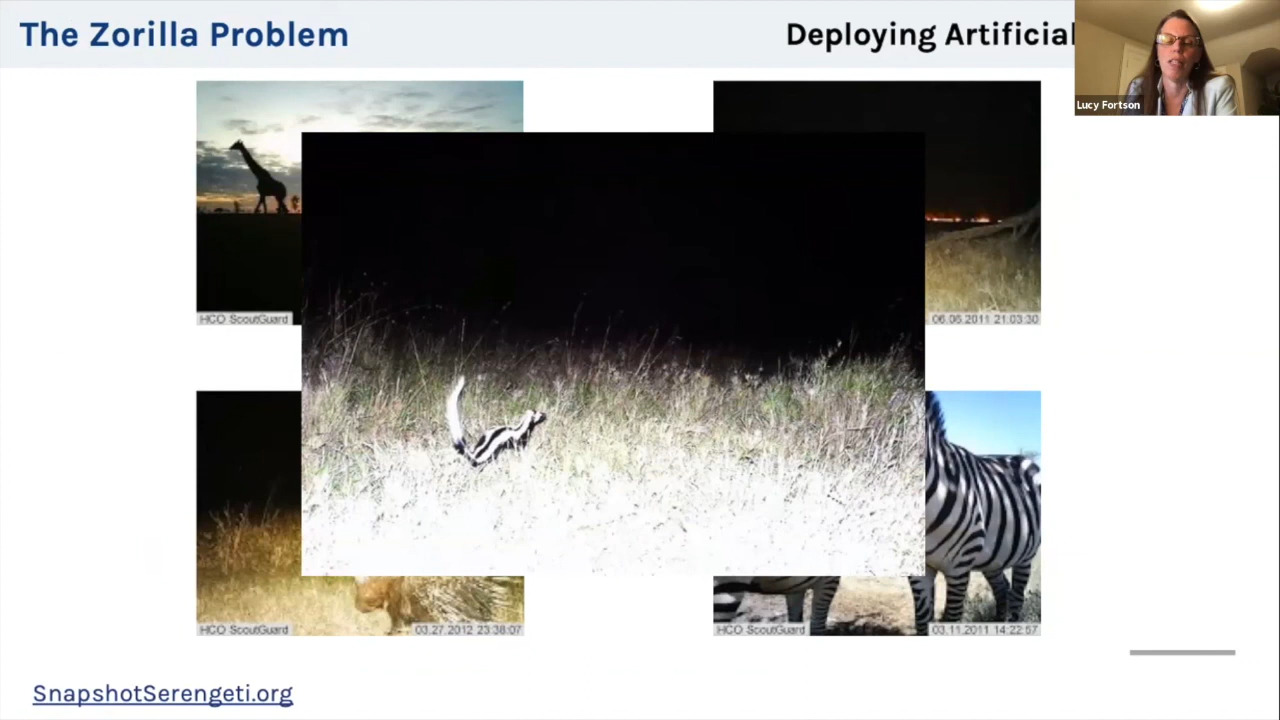 The Zorilla Problem
Deploying Artificial
Lucy Fortson
HCO ScoutGuard
06.05.2011 21:03:30
HCO ScoutGuard
03.27.2012 23:38:07
HCO ScoutGuard
03.11.2011 14:22:57
SnapshotSerengeti.org